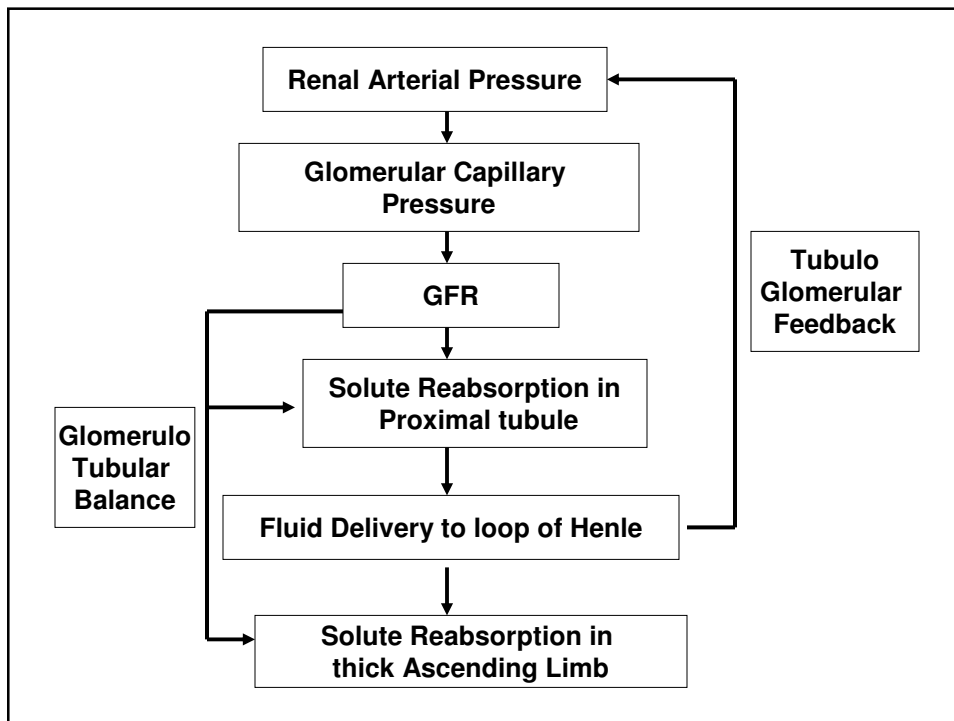 Renal Arterial Pressure
Glomerular Capillary
Pressure
GFR
Tubulo
Glomerular
Feedback
Solute Reabsorption in
Proximal tubule
Glomerulo
Tubular
Balance
Fluid Delivery to loop of Henle
Solute Reabsorption in
thick Ascending Limb